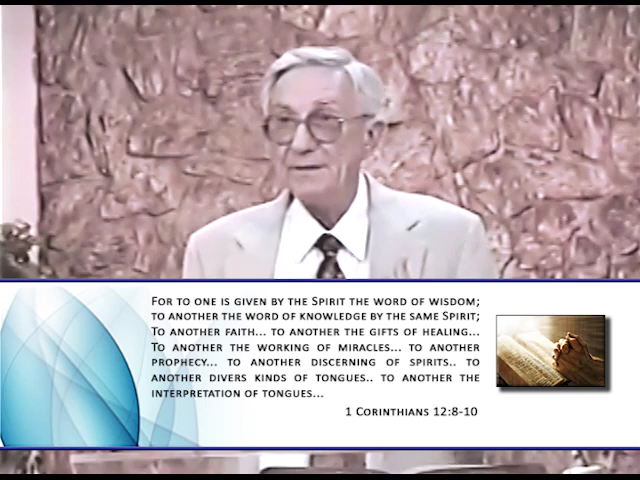 For to one is given by the Spirit the word of wisdom;
to another the word of knowledge by the same Spirit;
To another faith... to another the gifts of healing...
To another the working of miracles... to another
prophecy... to another discerning of spirits.. to
another divers kinds of tongues.. to another the
interpretation of tongues...
1 Corinthians 12:8-10